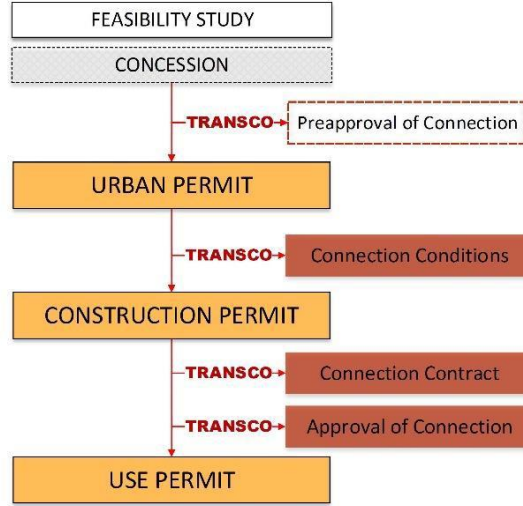 FEASIBILITY STUDY
CONCESSION
TRANSCO
Preapproval of Connection
URBAN PERMIT
TRANSCO
Connection Conditions
CONSTRUCTION PERMIT
TRANSCO
Connection Contract
TRANSCO
Approval of Connection
USE PERMIT